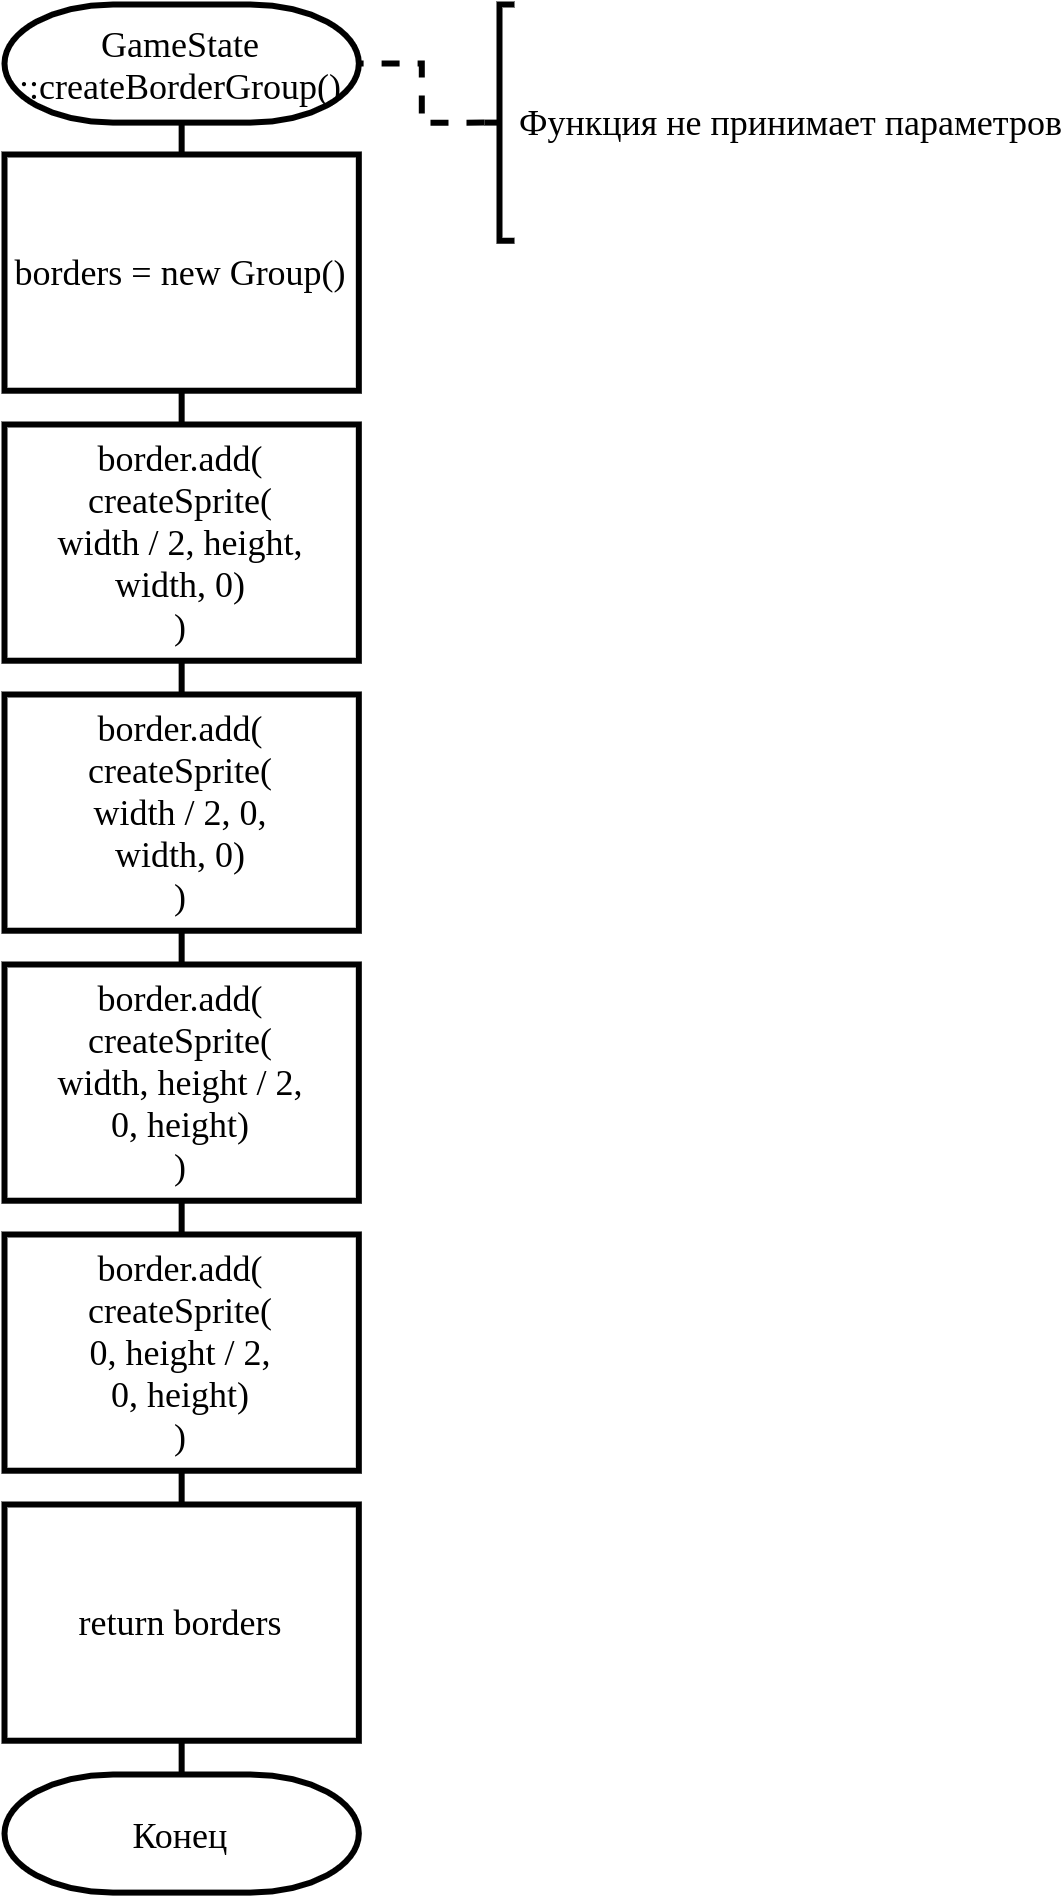 GameState
::createBorderGroup()
Функция не принимает параметров
borders = new Group()
border.add(
createSprite(
width / 2, height,
width, 0)
)
border.add(
createSprite(
width / 2, 0,
width, 0)
)
border.add(
createSprite(
width, height / 2,
0, height)
)
border.add(
createSprite(
0, height / 2,
0, height)
)
return borders
Конец